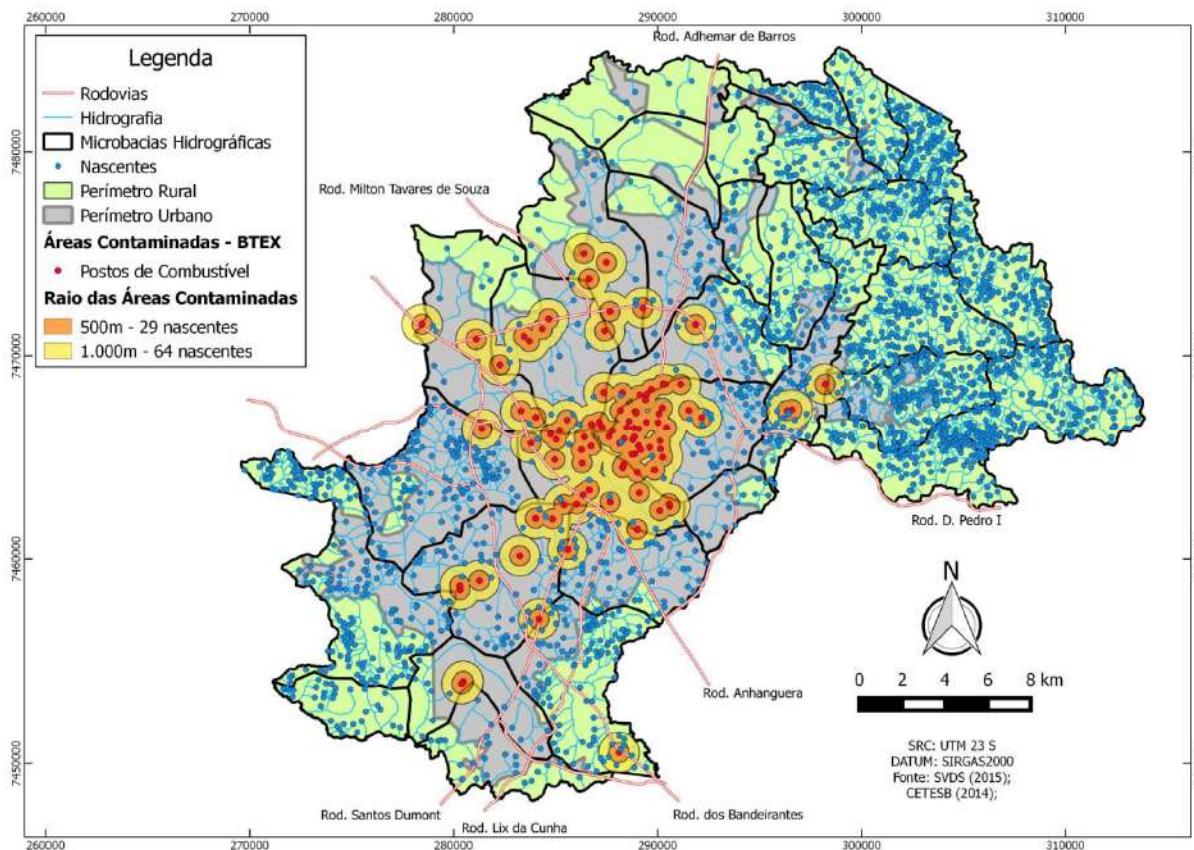 260000 270000 280000 290000 300000 310000
Rod. Adhemar de Barros
Legenda
Rodovias
Hidrografia
Microbacias Hidrográficas
Nascentes
Perímetro Rural
Perímetro Urbano
Áreas Contaminadas - BTEX
Postos de Combustível
Raio das Áreas Contaminadas
500m - 29 nascentes
1.000m - 64 nascentes
7480000
Rod. Milton Tavares de Souza
7470000
Rod. D. Pedro I
7460000
N
Rod. Anhanguera
0 2 4 6 8 km
SRC: UTM 23 S
DATUM: SIRGAS2000
Fonte: SVDS (2015);
CETESB (2014);
7450000
Rod. Santos Dumont
Rod. dos Bandeirantes
Rod. Lix da Cunha
260000 270000 280000 290000 300000 310000